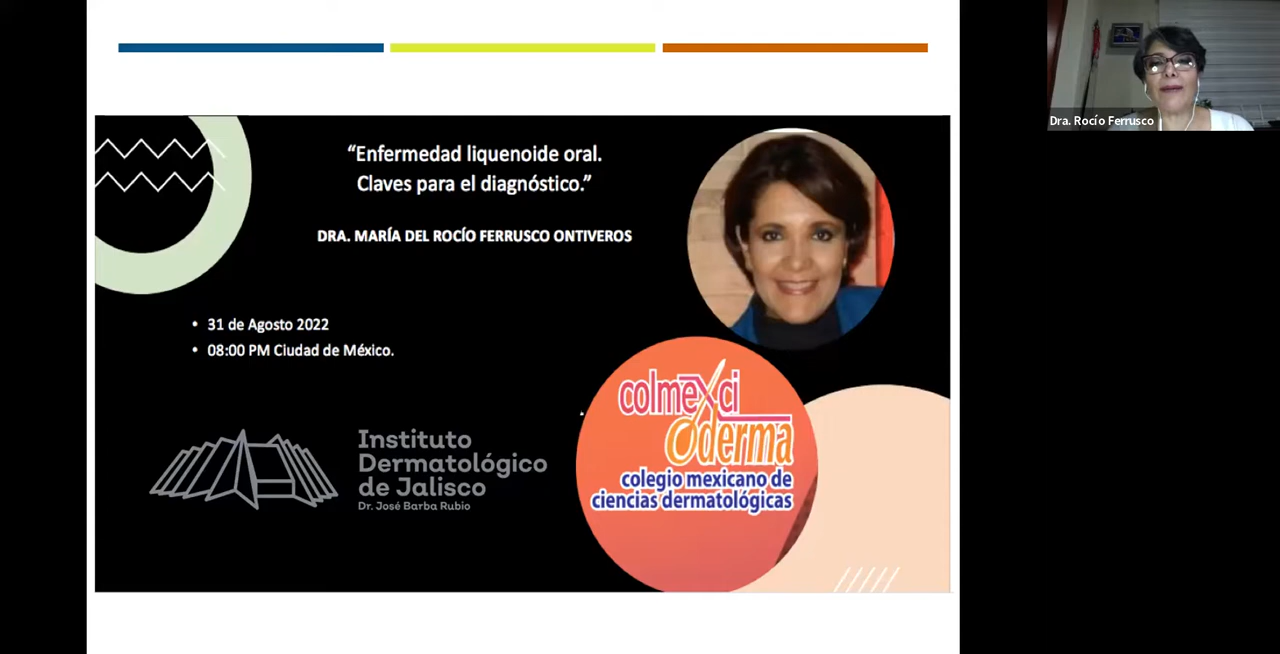 “Enfermedad liquenoide oral.
Claves para el diagnóstico.”
DRA. MARÍA DEL ROCÍO FERRUSCO ONTIVEROS
• 31 de Agosto 2022
• 08:00 PM Ciudad de México.
Instituto
Dermatológico
de Jalisco
Dr. José Barba Rubio
colmexci
derma
colegio mexicano de
ciencias dermatológicas
Dra. Rocío Ferrusco